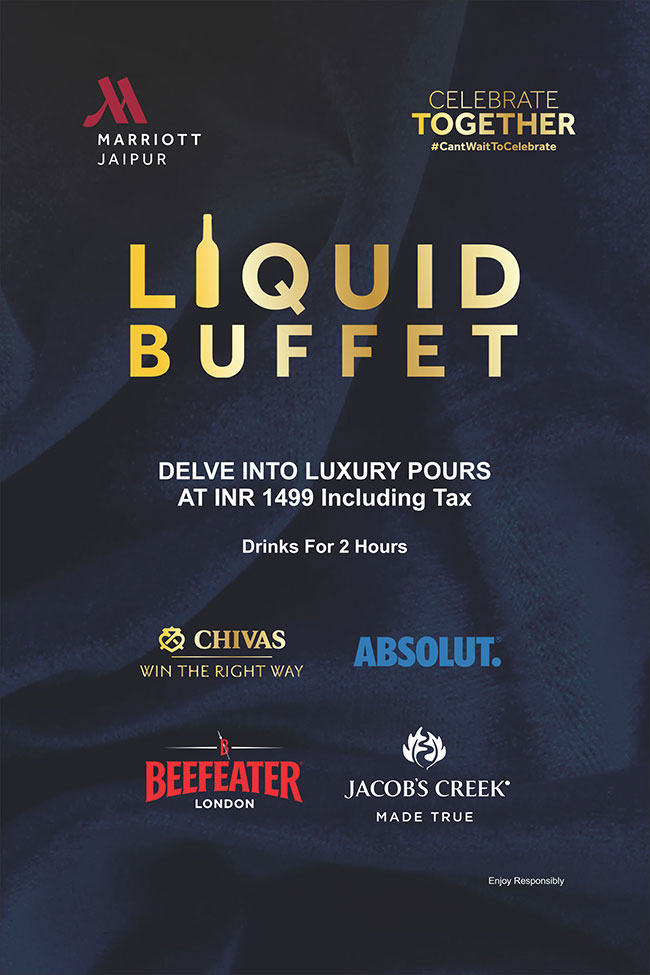 MARRIOTT
JAIPUR
CELEBRATE
TOGETHER
#CantWaitToCelebrate
LIQUID
BUFFET
DELVE INTO LUXURY POURS
AT INR 1499 Including Tax
Drinks For 2 Hours
CHIVAS
WIN THE RIGHT WAY
ABSOLUT.
B
BEEFEATER
LONDON
JACOB'S CREEK
MADE TRUE
Enjoy Responsibly